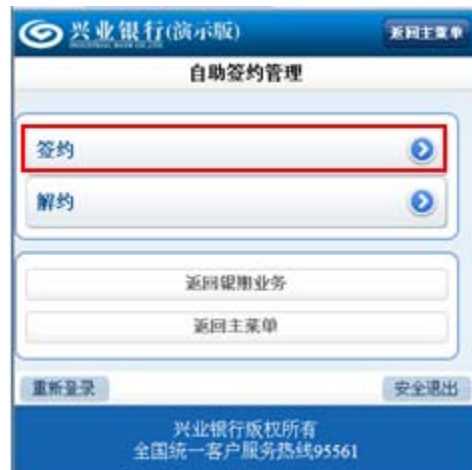 兴业银行(演示版)
返回主菜单
自助签约管理
签约
解约
返回银期业务
返回主菜单
重新登录
安全退出
兴业银行版权所有
全国统一客户服务热线95561